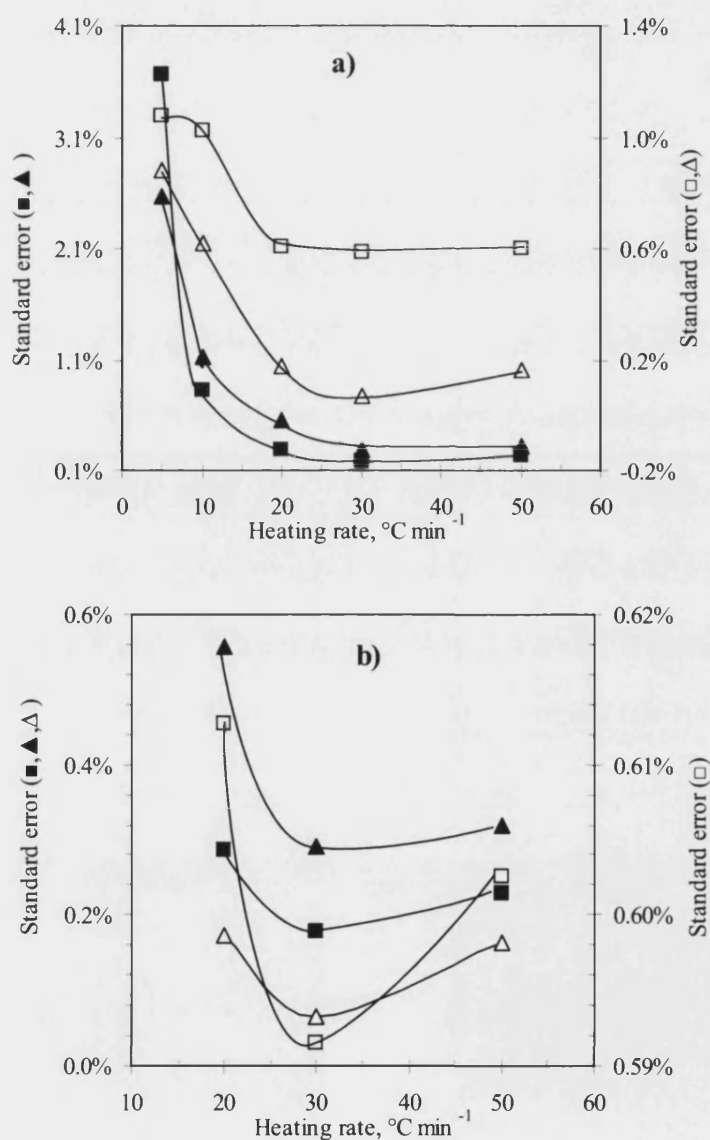 a)
4.1%
3.1%
2.1%
1.1%
0.1%
1.4%
1.0%
0.6%
0.2%
-0.2%
Standard error (■,▲)
Standard error (□,Δ)
0 10 20 30 40 50 60
Heating rate, °C min -1
b)
0.6%
0.4%
0.2%
0.0%
0.62%
0.61%
0.60%
0.59%
Standard error (■,▲,Δ)
Standard error (□)
10 20 30 40 50 60
Heating rate, °C min -1